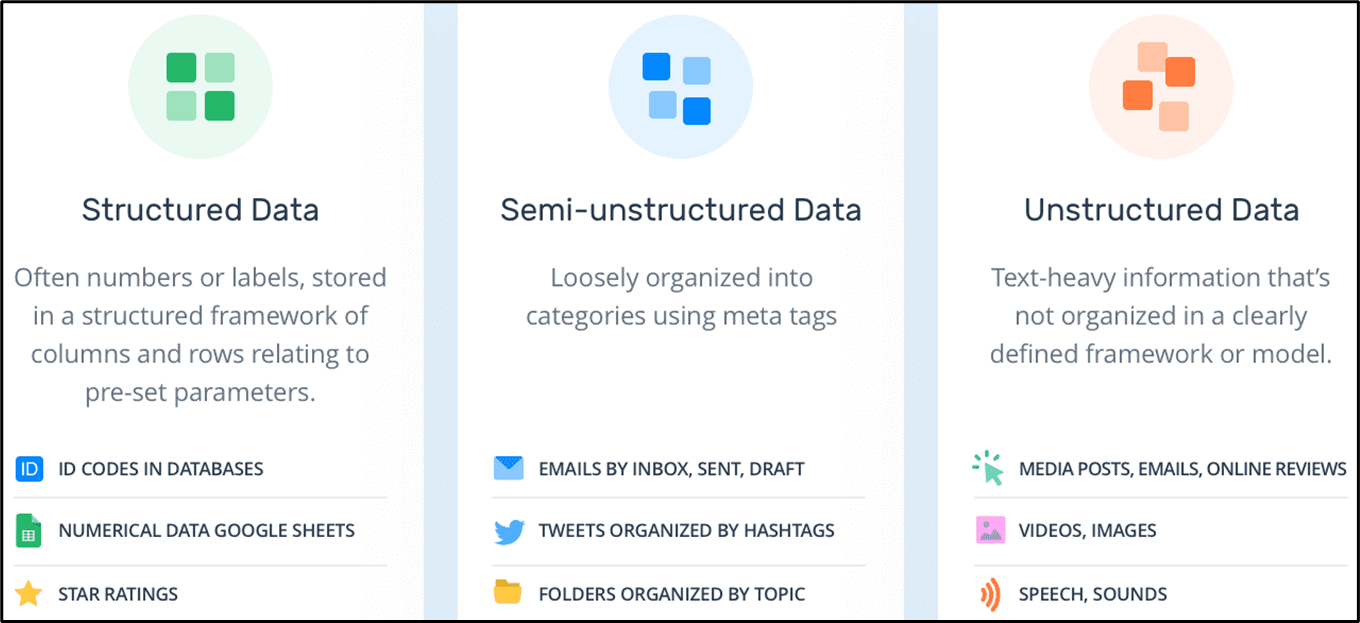 Structured Data
Often numbers or labels, stored
in a structured framework of
columns and rows relating to
pre-set parameters.
ID
ID CODES IN DATABASES
NUMERICAL DATA GOOGLE SHEETS
STAR RATINGS
Semi-unstructured Data
Loosely organized into
categories using meta tags
EMAILS BY INBOX, SENT, DRAFT
TWEETS ORGANIZED BY HASHTAGS
FOLDERS ORGANIZED BY TOPIC
Unstructured Data
Text-heavy information that’s
not organized in a clearly
defined framework or model.
MEDIA POSTS, EMAILS, ONLINE REVIEWS
VIDEOS, IMAGES
SPEECH, SOUNDS